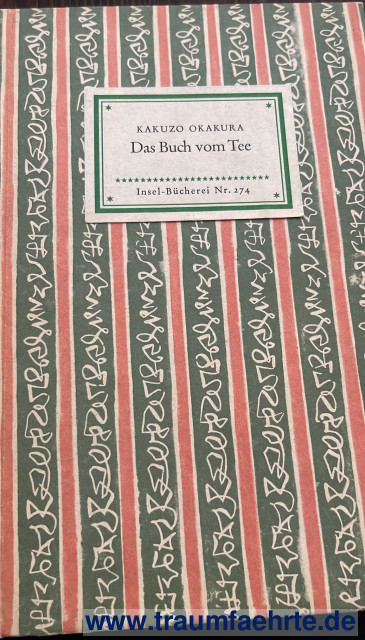 KAKUZO OKAKURA
Das Buch vom Tee
Insel-Bücherei Nr. 274
www.traumfaehrte.de